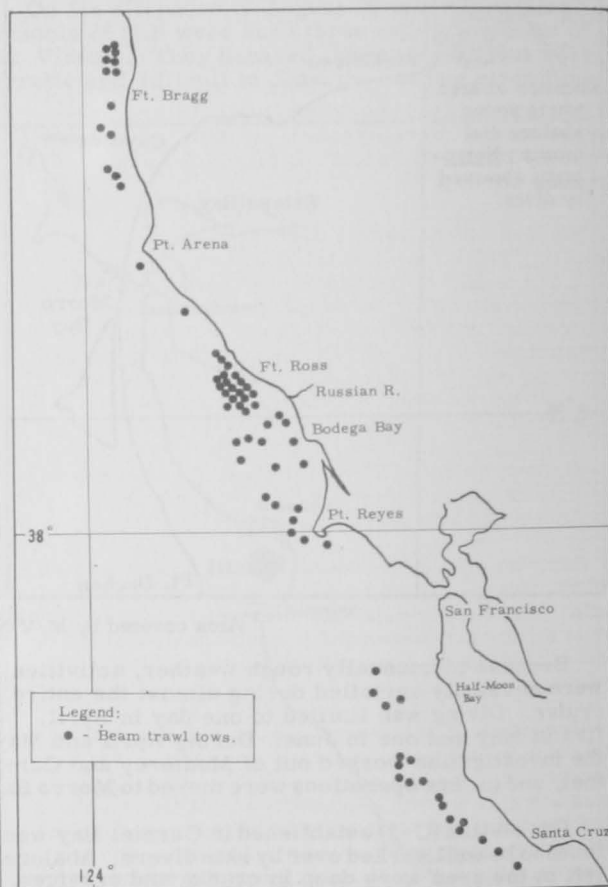 Ft. Bragg
Pt. Arena
Ft. Ross
Russian R.
Bodega Bay
Pt. Reyes
38°
San Francisco
Half-Moon
Bay
Legend:
● - Beam trawl tows.
Santa Cruz
124°